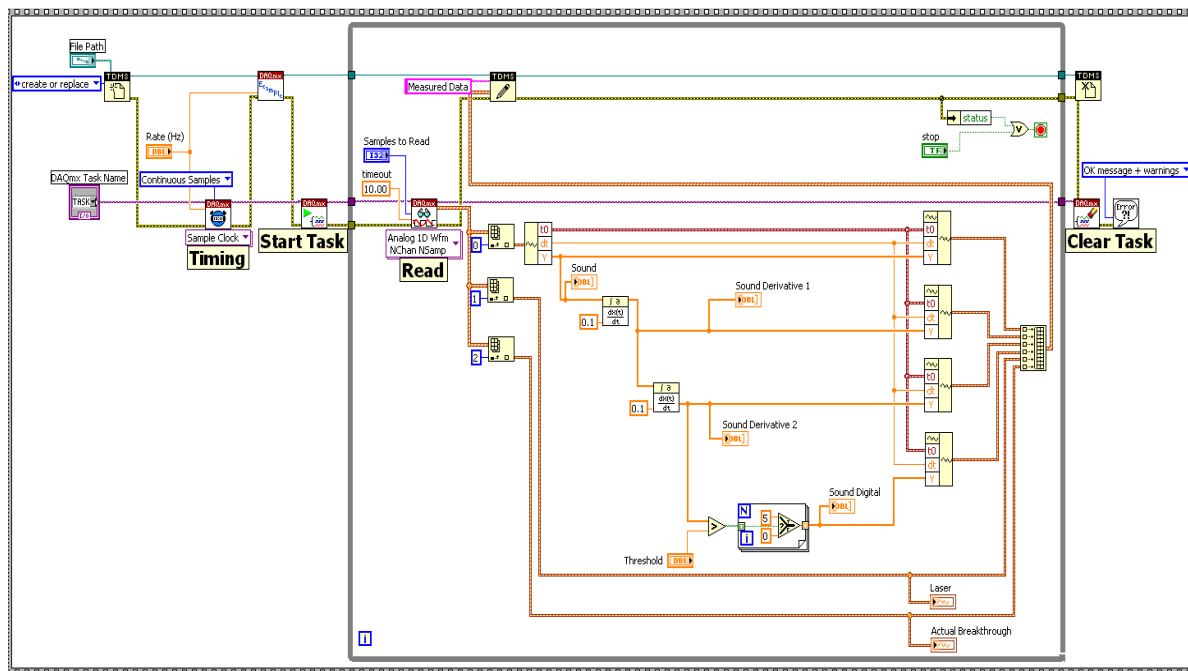 File Path
TDMS
create or replace
DAQmx
Example
TDMS
Measured Data
TDMS
status
stop
TF
Rate (Hz)
DBL
Samples to Read
I32
timeout
10.00
DAQmx Task Name
TASK
I/O
Continuous Samples
DAQmx
Sample Clock
Timing
DAQmx
Start Task
DAQmx
Analog 1D Wfm
NChan NSamp
Read
OK message + warnings
DAQmx
Error
?!
Clear Task
0
t0
dt
Y
t0
dt
Y
Sound
DBL
1
0.1
dX(t)
dt
Sound Derivative 1
DBL
t0
dt
Y
2
0.1
dX(t)
dt
Sound Derivative 2
DBL
t0
dt
Y
t0
dt
Y
Sound Digital
DBL
N
5
0
i
>
Threshold
DBL
Laser
Actual Breakthrough
i